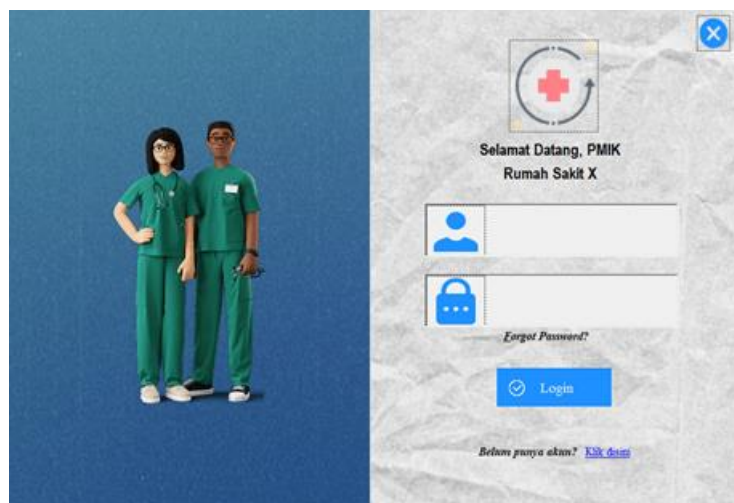 Selamat Datang, PMIK
Rumah Sakit X
Forgot Password?
Login
Belum punya akun? Klik disini